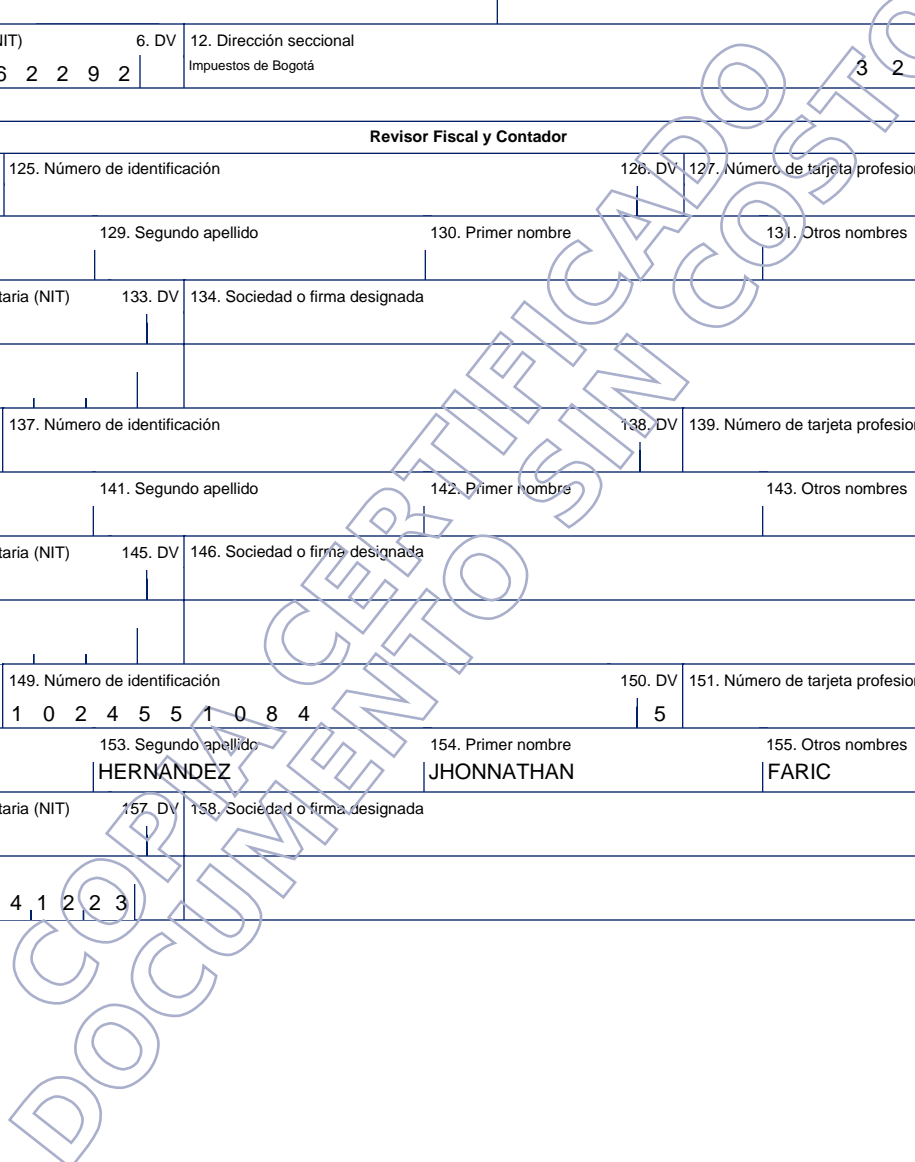 NIT) 6. DV 12. Dirección seccional
6 2 2 9 2 Impuestos de Bogotá 3 2
Revisor Fiscal y Contador
125. Número de identificación 126. DV 127. Número de tarjeta profesion
129. Segundo apellido 130. Primer nombre 131. Otros nombres
taria (NIT) 133. DV 134. Sociedad o firma designada
137. Número de identificación 138. DV 139. Número de tarjeta profesion
141. Segundo apellido 142. Primer nombre 143. Otros nombres
taria (NIT) 145. DV 146. Sociedad o firma designada
149. Número de identificación 150. DV 151. Número de tarjeta profesion
1 0 2 4 5 5 1 0 8 4 5
153. Segundo apellido 154. Primer nombre 155. Otros nombres
HERNANDEZ JHONNATHAN FARIC
taria (NIT) 157. DV 158. Sociedad o firma designada
4 1 2 2 3
COPIA CERTIFICADO
DOCUMENTO SIN COSTO